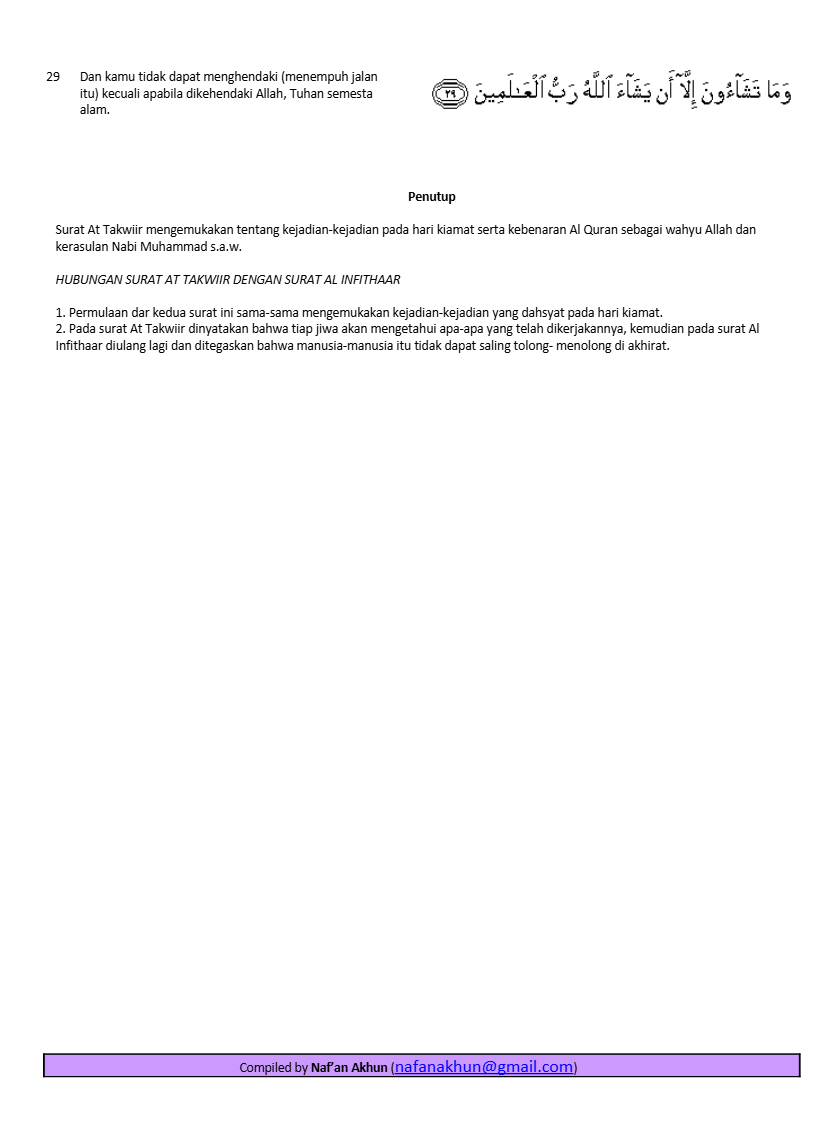 29 Dan kamu tidak dapat menghendaki (menempuh jalan
itu) kecuali apabila dikehendaki Allah, Tuhan semesta
alam.
وَمَا تَشَآءُونَ إِلَّآ أَن يَشَآءَ ٱللَّهُ رَبُّ ٱلْعَـٰلَمِينَ ٢٩
Penutup
Surat At Takwiir mengemukakan tentang kejadian-kejadian pada hari kiamat serta kebenaran Al Quran sebagai wahyu Allah dan
kerasulan Nabi Muhammad s.a.w.
HUBUNGAN SURAT AT TAKWIIR DENGAN SURAT AL INFITHAAR
1. Permulaan dar kedua surat ini sama-sama mengemukakan kejadian-kejadian yang dahsyat pada hari kiamat.
2. Pada surat At Takwiir dinyatakan bahwa tiap jiwa akan mengetahui apa-apa yang telah dikerjakannya, kemudian pada surat Al
Infithaar diulang lagi dan ditegaskan bahwa manusia-manusia itu tidak dapat saling tolong- menolong di akhirat.
Compiled by Naf’an Akhun (nafanakhun@gmail.com)